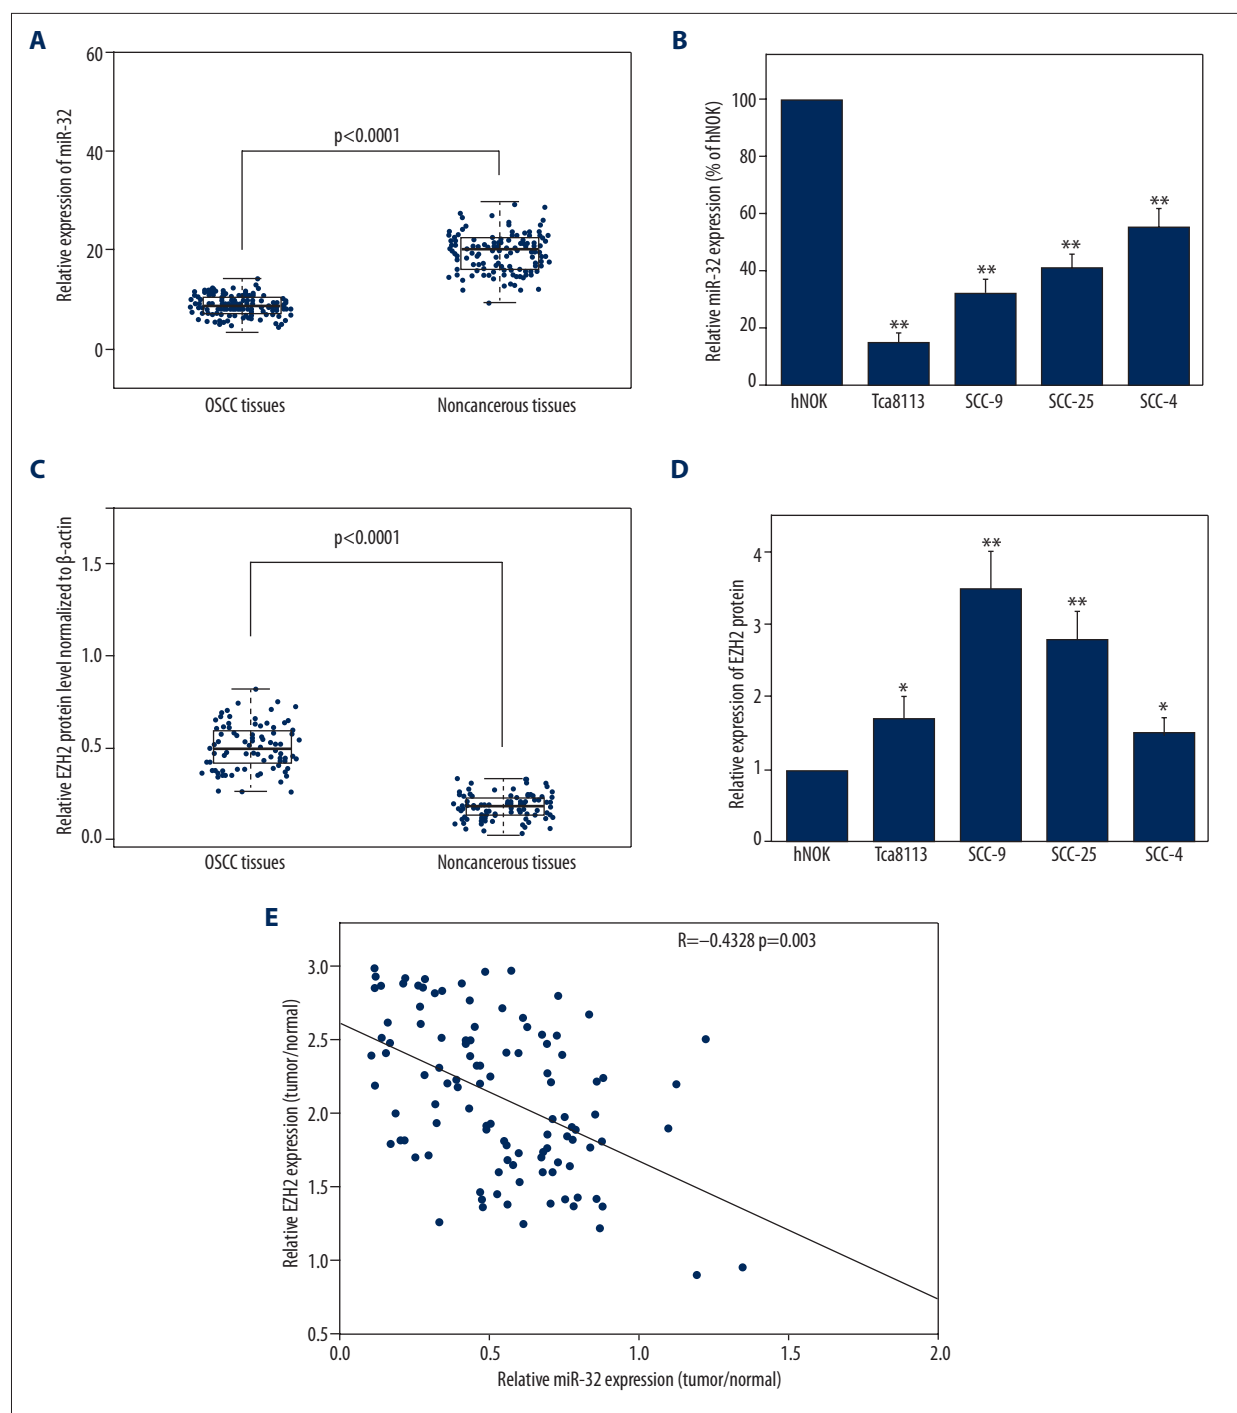 A
Relative expression of miR-32
60
40
20
0
p<0.0001
OSCC tissues
Noncancerous tissues
B
Relative miR-32 expression (% of hNOK)
100
80
60
40
20
0
**
**
**
**
hNOK
Tca8113
SCC-9
SCC-25
SCC-4
C
Relative EZH2 protein level normalized to β-actin
1.5
1.0
0.5
0.0
p<0.0001
OSCC tissues
Noncancerous tissues
D
Relative expression of EZH2 protein
4
3
2
1
0
*
**
**
*
hNOK
Tca8113
SCC-9
SCC-25
SCC-4
E
Relative EZH2 expression (tumor/normal)
3.0
2.5
2.0
1.5
1.0
0.5
R=−0.4328 p=0.003
0.0
0.5
1.0
1.5
2.0
Relative miR-32 expression (tumor/normal)